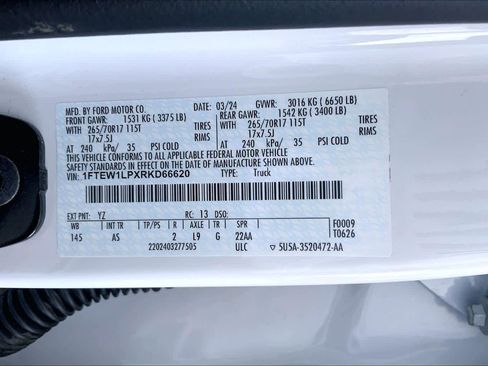 MFD. BY FORD MOTOR CO. 03/24 GVWR: 3016 KG ( 6650 LB)
FRONT GAWR: 1531 KG ( 3375 LB) REAR GAWR: 1542 KG ( 3400 LB)
WITH 265/70R17 115T TIRES WITH 265/70R17 115T TIRES
17x7.5J RIMS 17x7.5J RIMS
AT 240 kPa/ 35 PSI COLD AT 240 kPa/ 35 PSI COLD
THIS VEHICLE CONFORMS TO ALL APPLICABLE FEDERAL MOTOR VEHICLE
SAFETY STANDARDS IN EFFECT ON THE DATE OF MANUFACTURE SHOWN ABOVE.
VIN: 1FTEW1LPXRKD66620 TYPE: Truck
EXT PNT: YZ RC: 13 DSO: F0009
WB BRK INT TR TP/PS R AXLE TR SPR T0626
145 AS 2 L9 G 22AA
2202403277505 ULC 5USA-3520472-AA